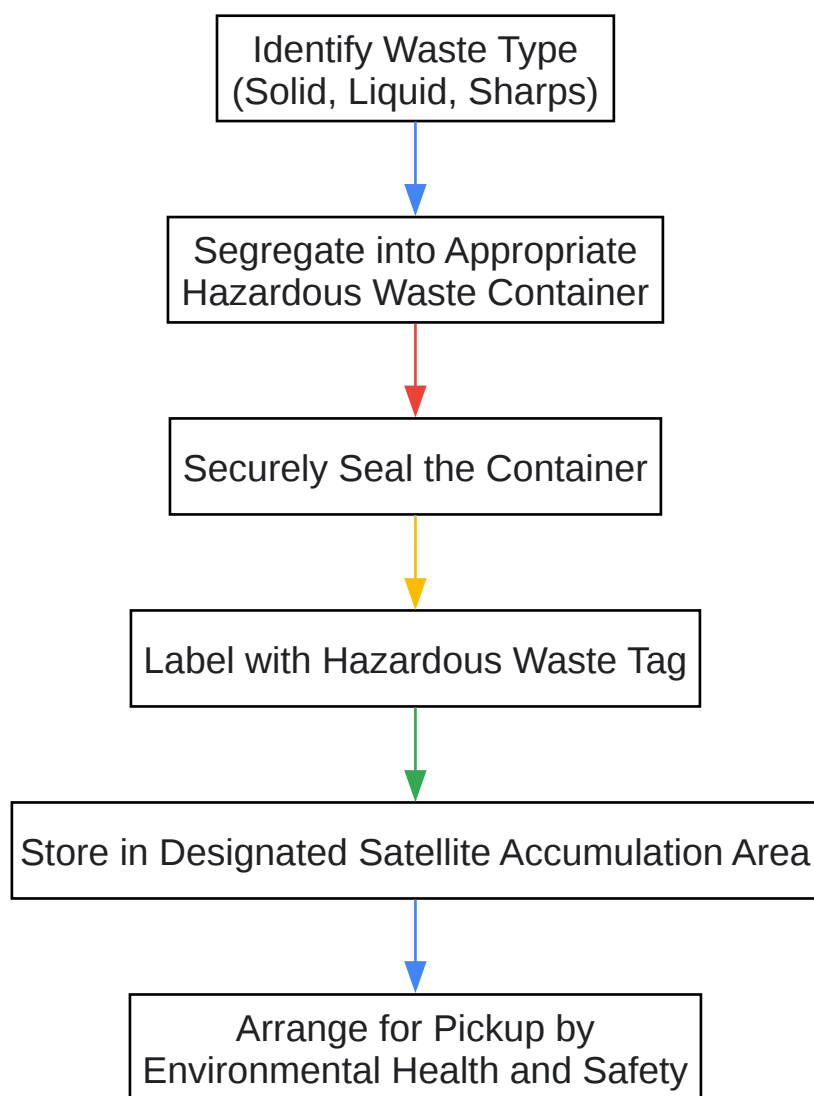 Identify Waste Type
(Solid, Liquid, Sharps)
Segregate into Appropriate
Hazardous Waste Container
Securely Seal the Container
Label with Hazardous Waste Tag
Store in Designated Satellite Accumulation Area
Arrange for Pickup by
Environmental Health and Safety